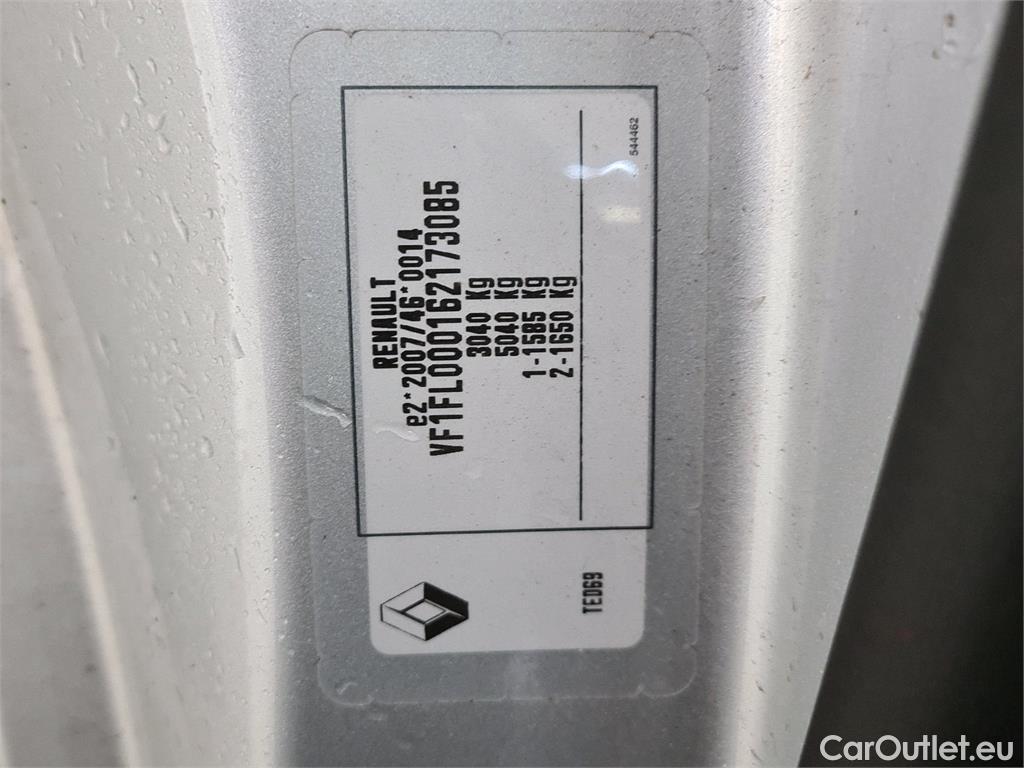 RENAULT
e2*2007/46*0014
VF1FL000162173085
3040 Kg
5040 Kg
1-1585 Kg
2-1650 Kg
544462
TED69
CarOutlet.eu